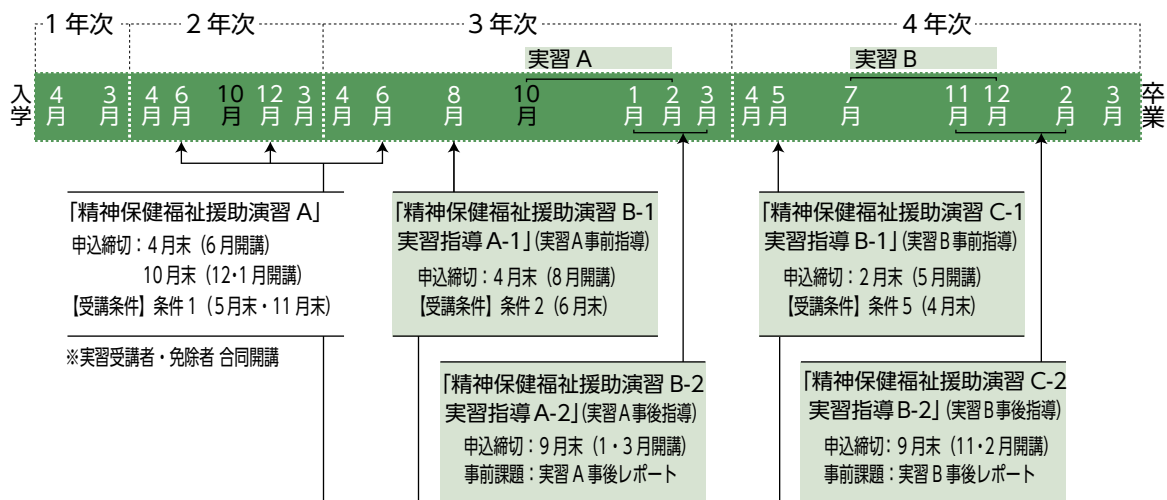 1年次 2年次 3年次 4年次
実習A 実習B
入学 4月 3月 4月 6月 10月 12月 3月 4月 6月 8月 10月 1月 2月 3月 4月 5月 7月 11月 12月 2月 3月 卒業
「精神保健福祉援助演習A」
申込締切：4月末（6月開講）
10月末（12・1月開講）
【受講条件】条件1（5月末・11月末）
※実習受講者・免除者 合同開講
「精神保健福祉援助演習B-1
実習指導A-1」(実習A事前指導)
申込締切：4月末（8月開講）
【受講条件】条件2（6月末）
「精神保健福祉援助演習B-2
実習指導A-2」(実習A事後指導)
申込締切：9月末（1・3月開講）
事前課題：実習A事後レポート
「精神保健福祉援助演習C-1
実習指導B-1」(実習B事前指導)
申込締切：2月末（5月開講）
【受講条件】条件5（4月末）
「精神保健福祉援助演習C-2
実習指導B-2」(実習B事後指導)
申込締切：9月末（11・2月開講）
事前課題：実習B事後レポート